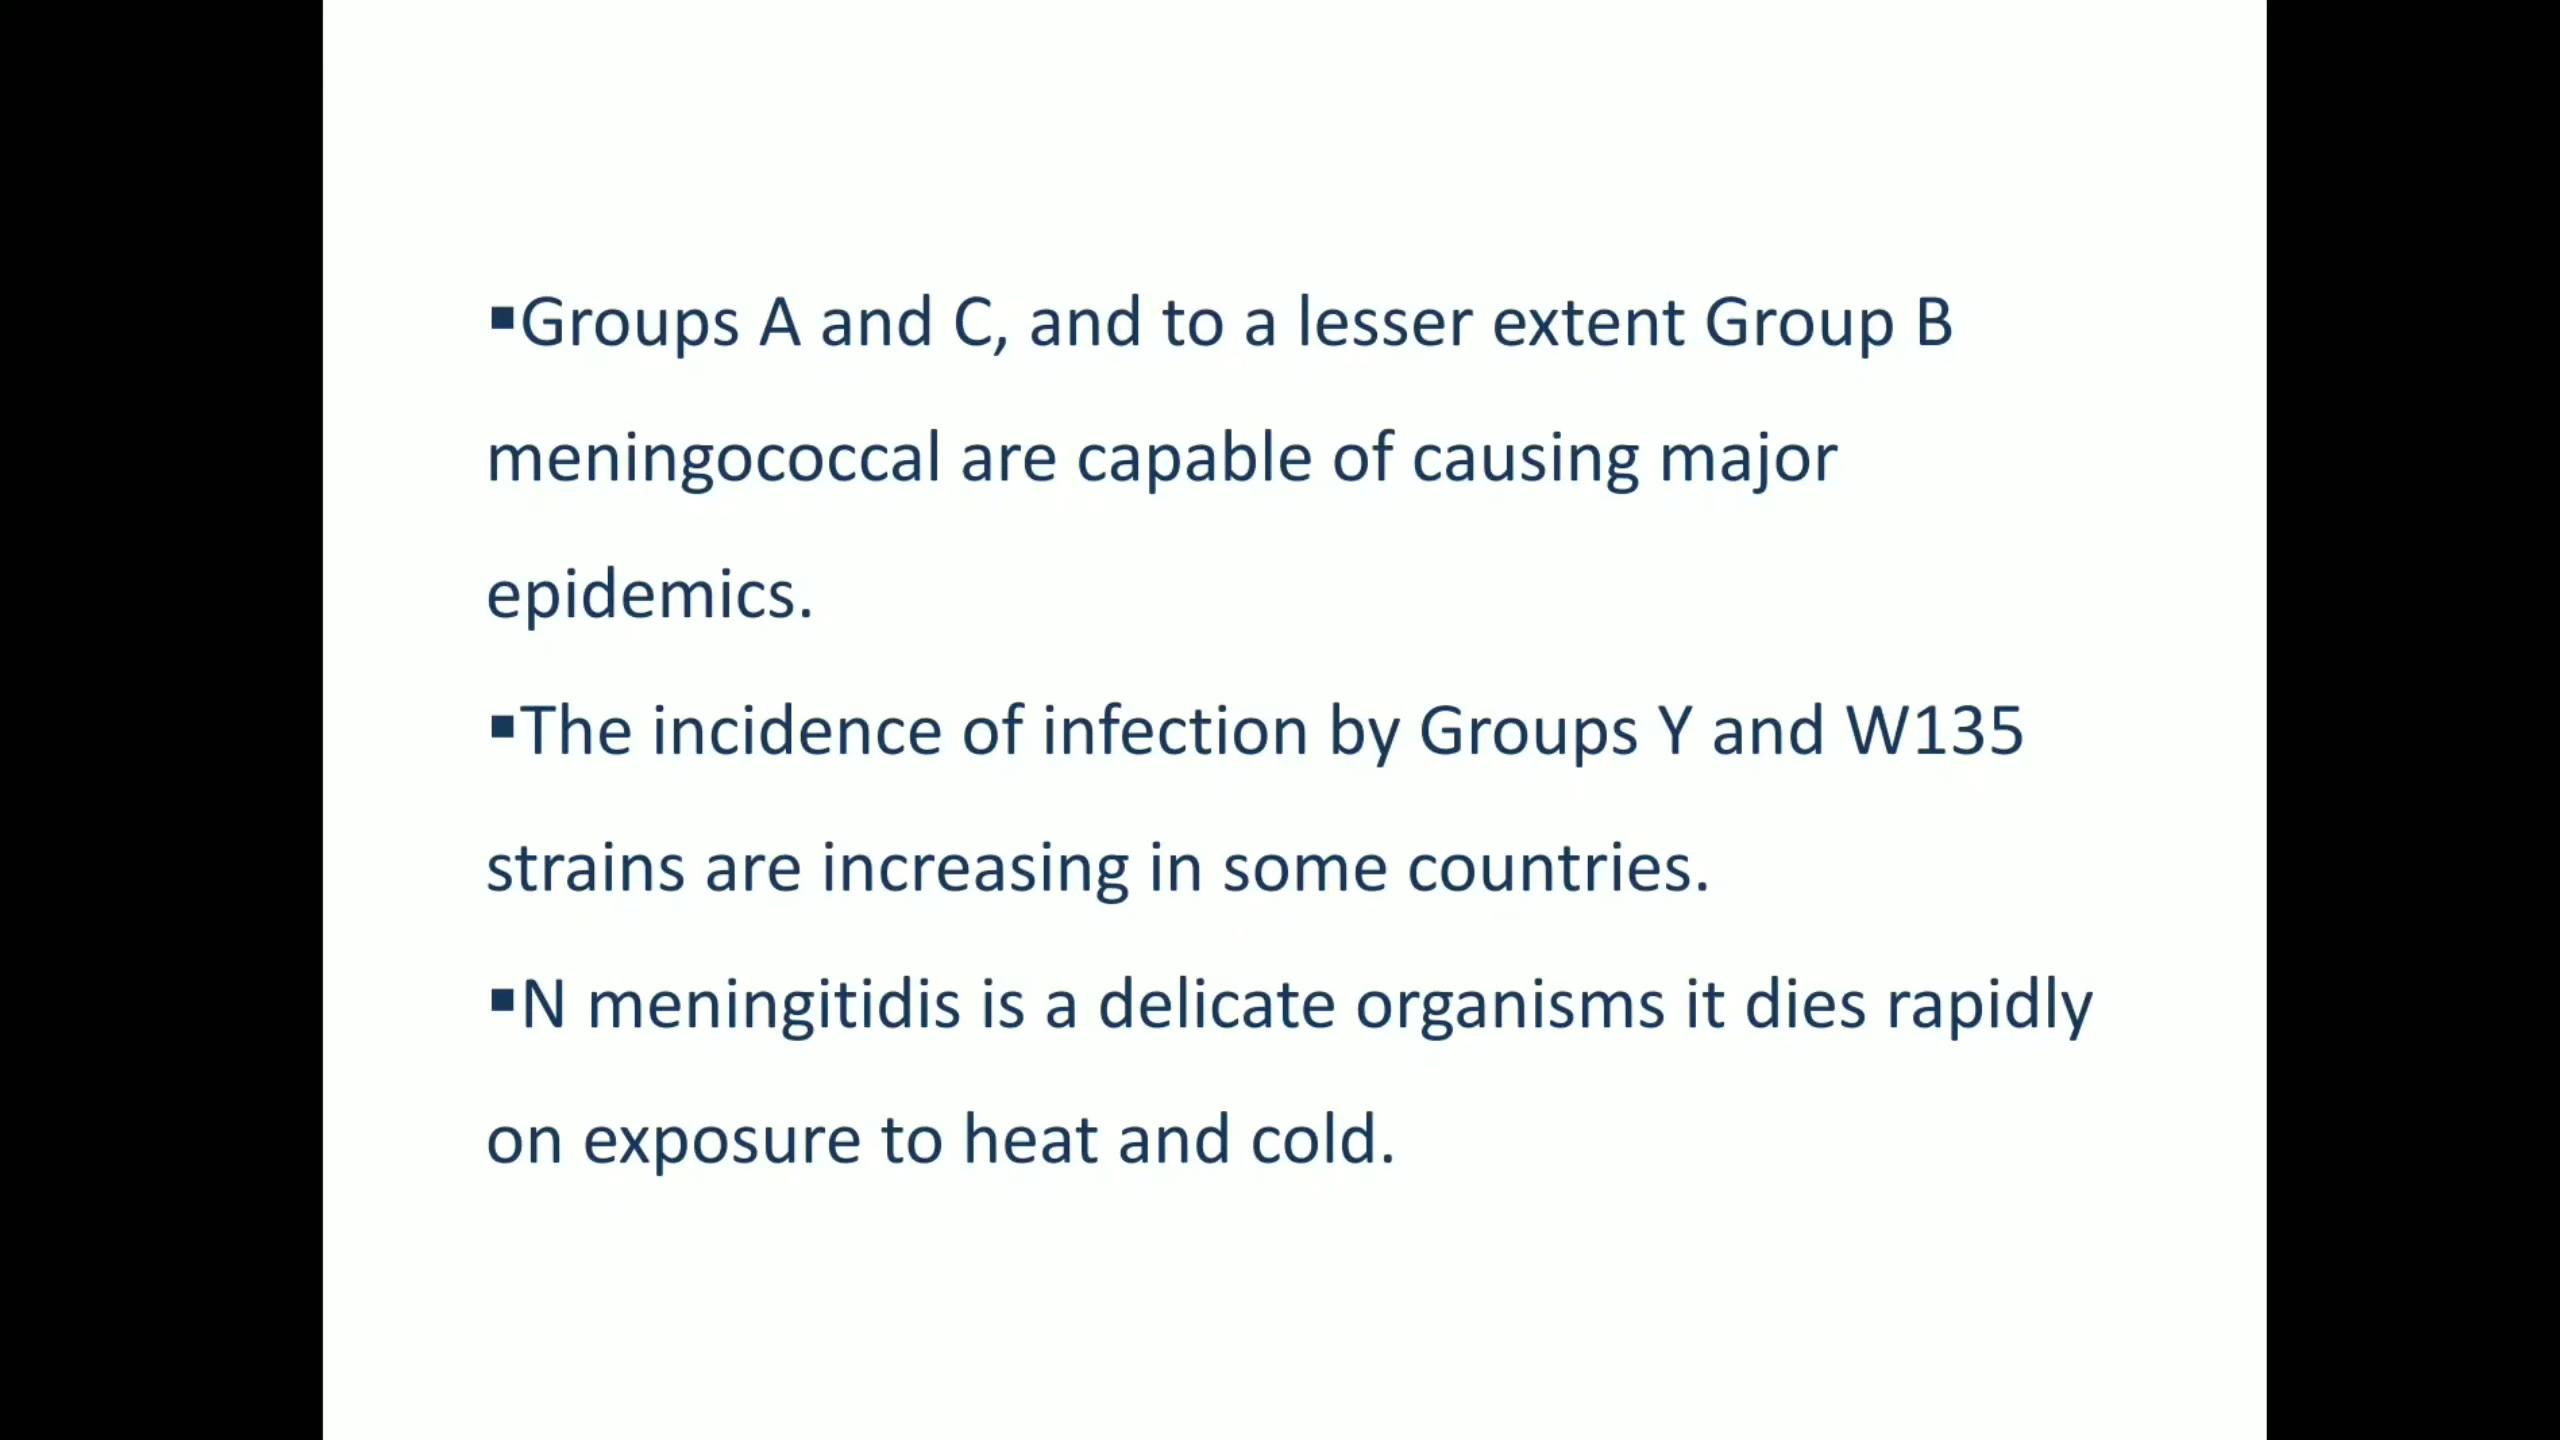 ▪Groups A and C, and to a lesser extent Group B
meningococcal are capable of causing major
epidemics.
▪The incidence of infection by Groups Y and W135
strains are increasing in some countries.
▪N meningitidis is a delicate organisms it dies rapidly
on exposure to heat and cold.